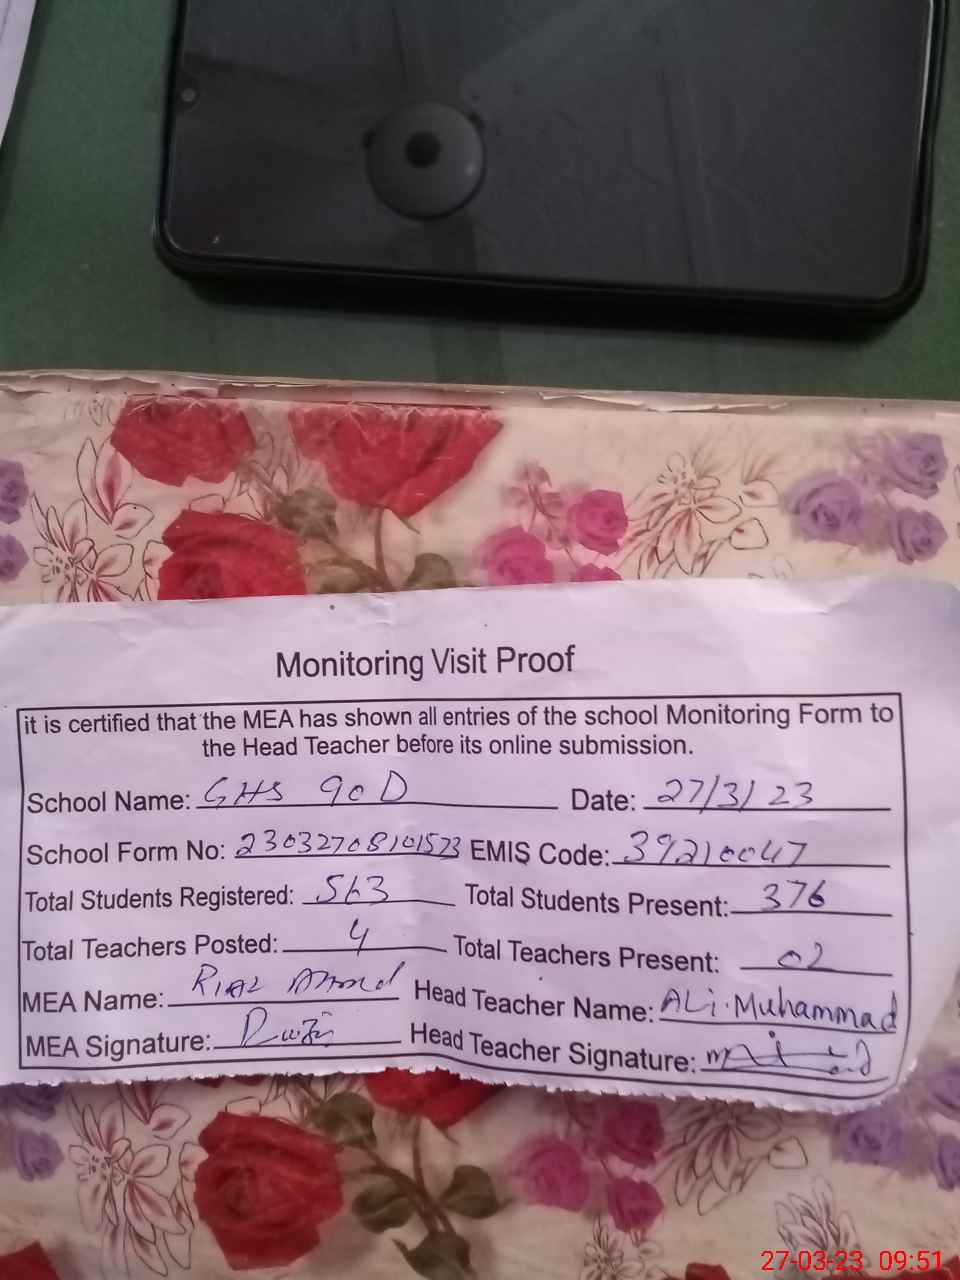 Monitoring Visit Proof
it is certified that the MEA has shown all entries of the school Monitoring Form to
the Head Teacher before its online submission.
School Name: GHS 90 D Date: 27/3/23
School Form No: 23032708101573 EMIS Code: 39210047
Total Students Registered: 563 Total Students Present: 376
Total Teachers Posted: 4 Total Teachers Present: 02
MEA Name: Riaz Ahmed Head Teacher Name: ALi Muhammad
MEA Signature: Head Teacher Signature:
27-03-23 09:51